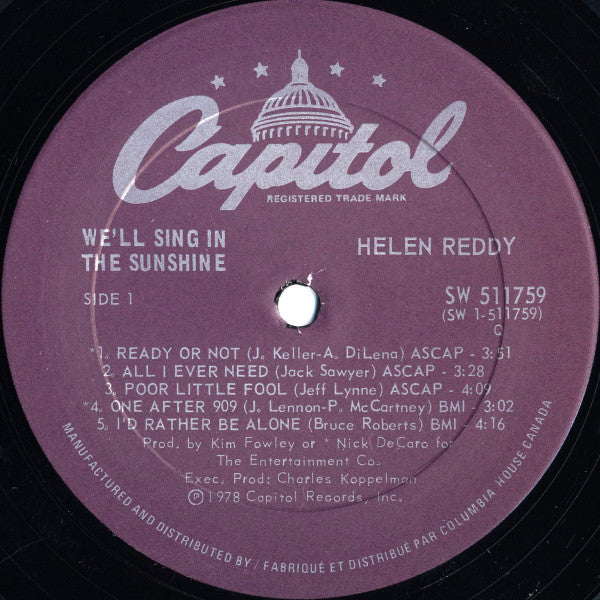 Capitol
REGISTERED TRADE MARK
WE'LL SING IN
THE SUNSHINE
HELEN REDDY
SIDE 1
SW 511759
(SW 1-511759)
C
*1. READY OR NOT (J. Keller-A. DiLena) ASCAP - 3:51
2. ALL I EVER NEED (Jack Sawyer) ASCAP - 3:28
3. POOR LITTLE FOOL (Jeff Lynne) ASCAP - 4:09
*4. ONE AFTER 909 (J. Lennon-P. McCartney) BMI - 3:02
5. I'D RATHER BE ALONE (Bruce Roberts) BMI - 4:16
Prod. by Kim Fowley or * Nick DeCaro for
The Entertainment Co.
Exec. Prod: Charles Koppelman
Ⓟ1978 Capitol Records, Inc.
MANUFACTURED AND DISTRIBUTED BY / FABRIQUÉ ET DISTRIBUÉ PAR COLUMBIA HOUSE CANADA